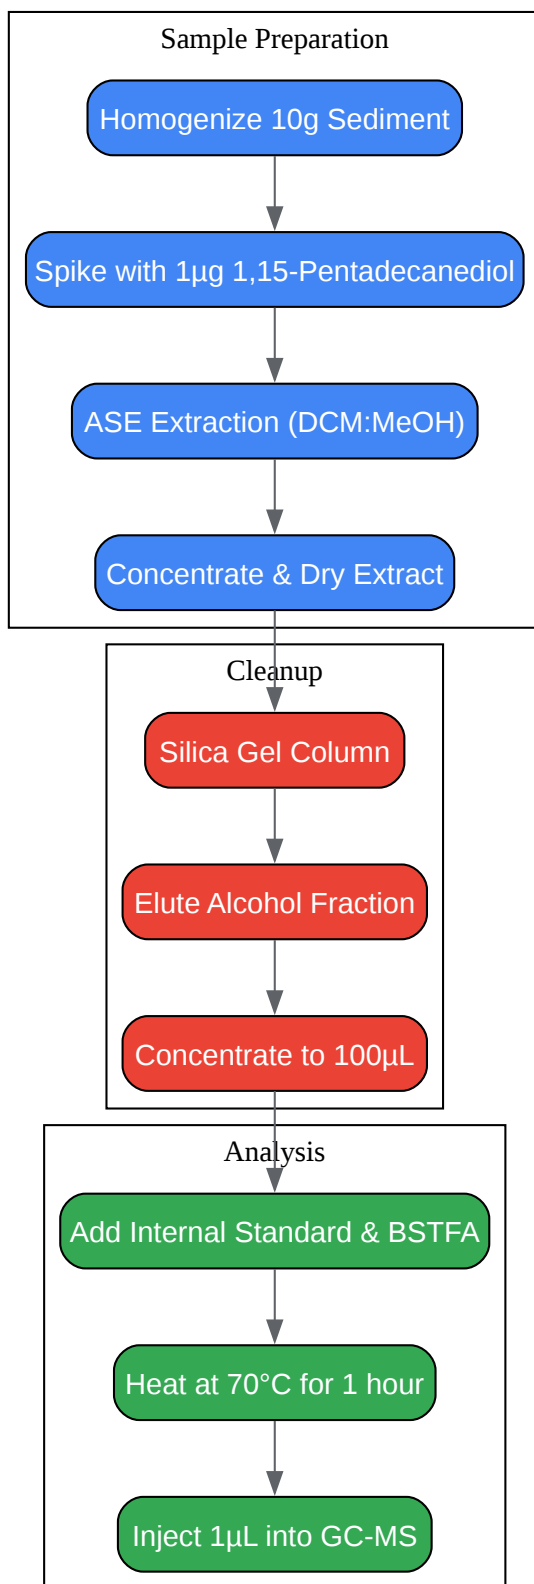 Sample Preparation
Homogenize 10g Sediment
Spike with 1µg 1,15-Pentadecanediol
ASE Extraction (DCM:MeOH)
Concentrate & Dry Extract
Cleanup
Silica Gel Column
Elute Alcohol Fraction
Concentrate to 100µL
Analysis
Add Internal Standard & BSTFA
Heat at 70°C for 1 hour
Inject 1µL into GC-MS